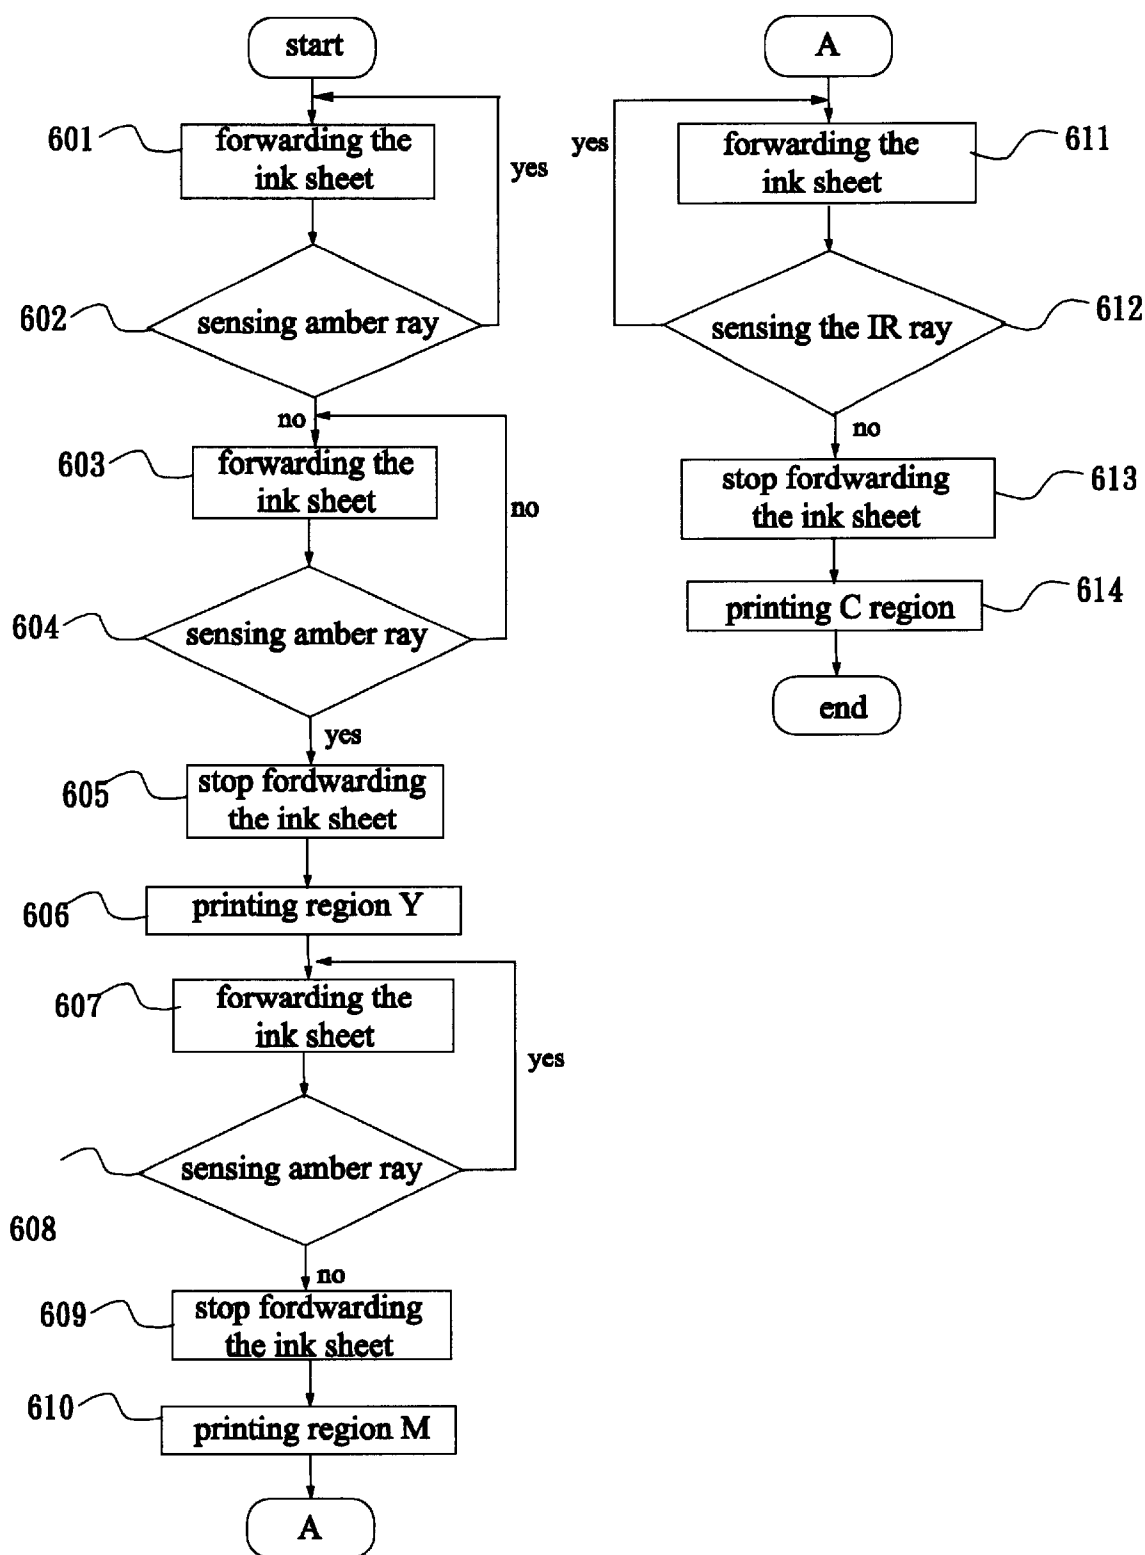 start
601
forwarding the
ink sheet
yes
602
sensing amber ray
no
603
forwarding the
ink sheet
no
604
sensing amber ray
yes
605
stop fordwarding
the ink sheet
606
printing region Y
607
forwarding the
ink sheet
yes
sensing amber ray
608
no
609
stop fordwarding
the ink sheet
610
printing region M
A
A
yes
forwarding the
ink sheet
611
sensing the IR ray
612
no
stop fordwarding
the ink sheet
613
printing C region
614
end